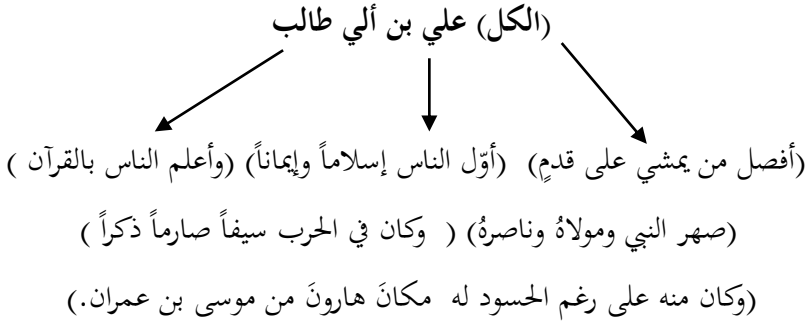 (الكل) علي بن ألي طالب
(أفصل من يمشي على قدمٍ) (أوّل الناس إسلاماً وإيماناً) (وأعلم الناس بالقرآن )
(صهر النبي ومولاهُ وناصرهُ) ( وكان في الحرب سيفاً صارماً ذكراً )
(وكان منه على رغم الحسود له مكانَ هارونَ من موسى بن عمران.)